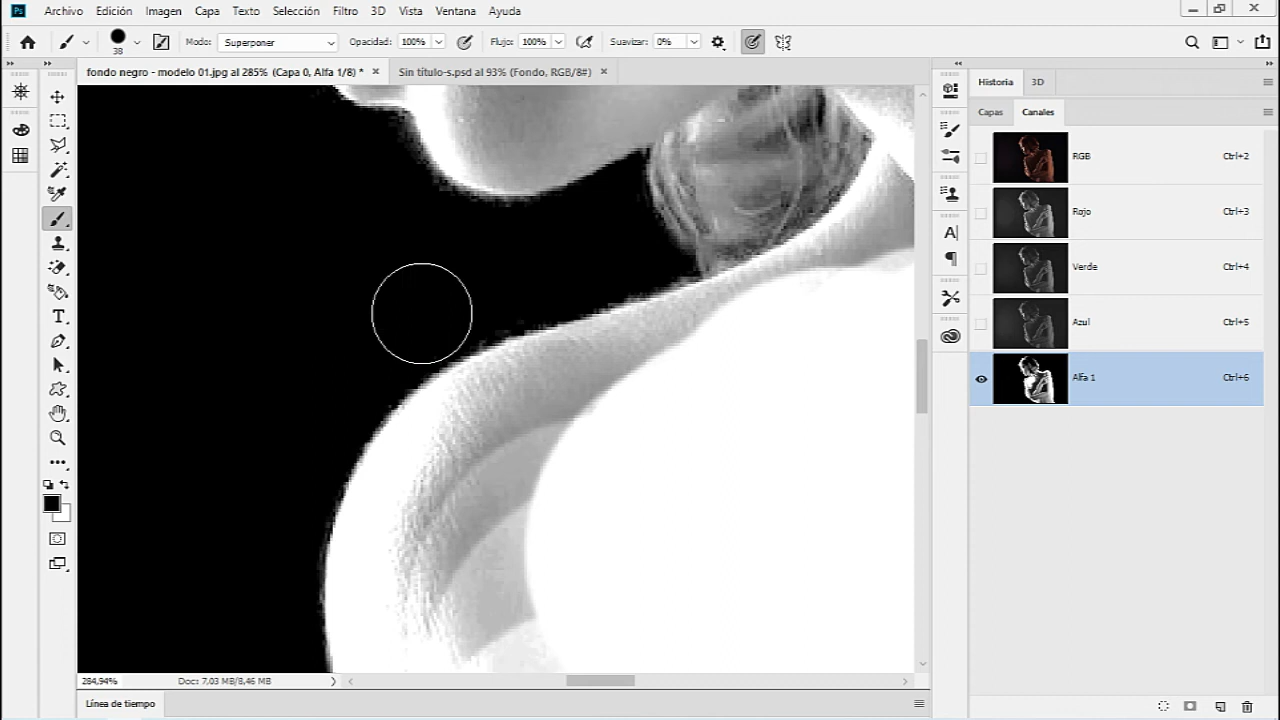 Ps Archivo Edición Imagen Capa Texto Selección Filtro 3D Vista Ventana Ayuda
38 Modo: Superponer Opacidad: 100% Flujo: 100% Suavizar: 0%
fondo negro - modelo 01.jpg al 285% (Capa 0, Alfa 1/8) * × Sin título-s.psd al 93% (Fondo, RGB/8#) ×
Historia 3D
Capas Canales
RGB Ctrl+2
Rojo Ctrl+3
Verde Ctrl+4
Azul Ctrl+5
Alfa 1 Ctrl+6
284,94% Doc: 7,03 MB/8,46 MB
Línea de tiempo